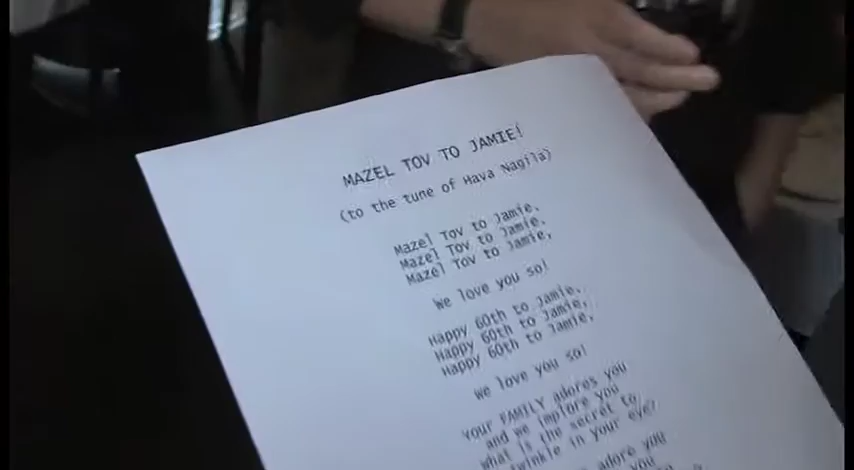 MAZEL TOV TO JAMIE!
(to the tune of Hava Nagila)
Mazel Tov to Jamie.
Mazel Tov to Jamie.
Mazel Tov to Jamie,
we love you so!
Happy 60th to Jamie.
Happy 60th to Jamie,
Happy 60th to Jamie,
we love you so!
Your FAMILY adores you
and we implore you
what is the secret to
twinkle in your eye?
adores you
you